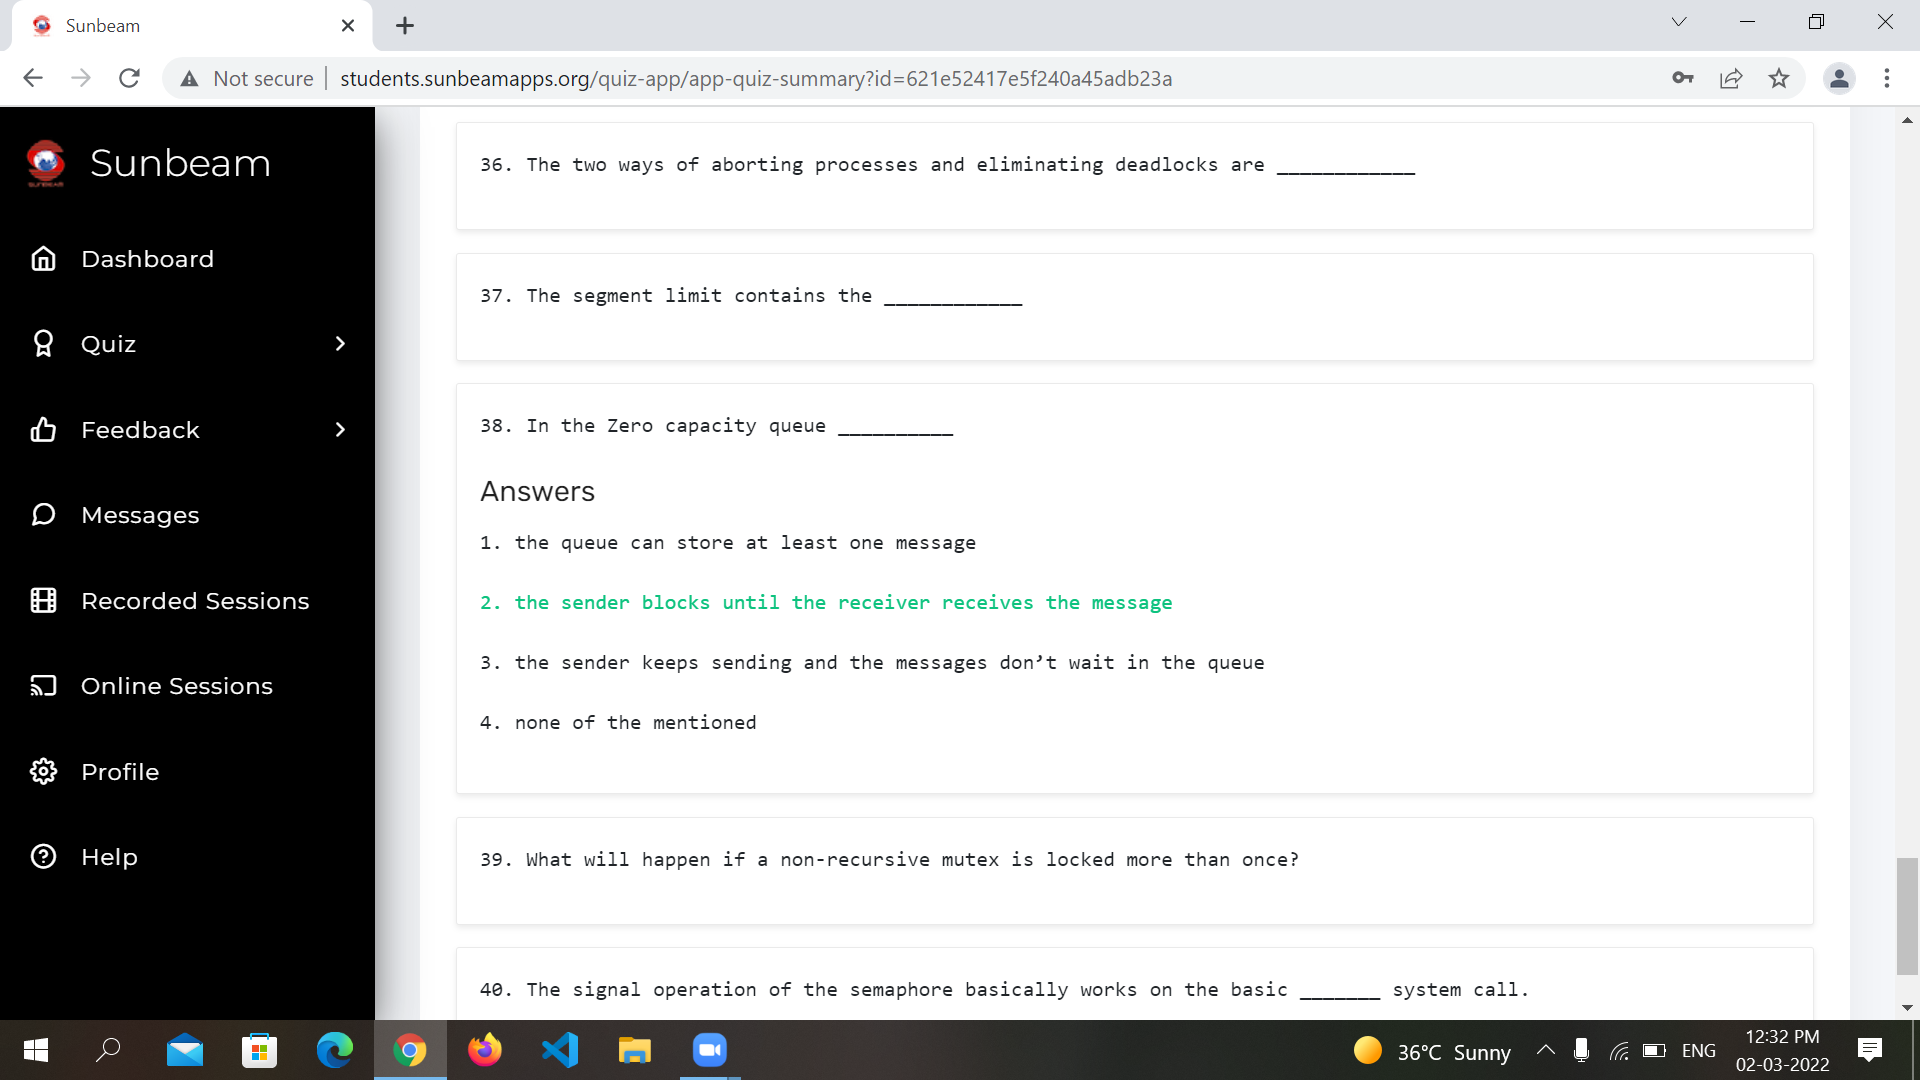 Sunbeam
Not secure
students.sunbeamapps.org/quiz-app/app-quiz-summary?id=621e52417e5f240a45adb23a
Sunbeam
Dashboard
Quiz
Feedback
Messages
Recorded Sessions
Online Sessions
Profile
Help
36. The two ways of aborting processes and eliminating deadlocks are ____________
37. The segment limit contains the ____________
38. In the Zero capacity queue __________
Answers
1. the queue can store at least one message
2. the sender blocks until the receiver receives the message
3. the sender keeps sending and the messages don’t wait in the queue
4. none of the mentioned
39. What will happen if a non-recursive mutex is locked more than once?
40. The signal operation of the semaphore basically works on the basic _______ system call.
36°C Sunny
ENG
12:32 PM
02-03-2022